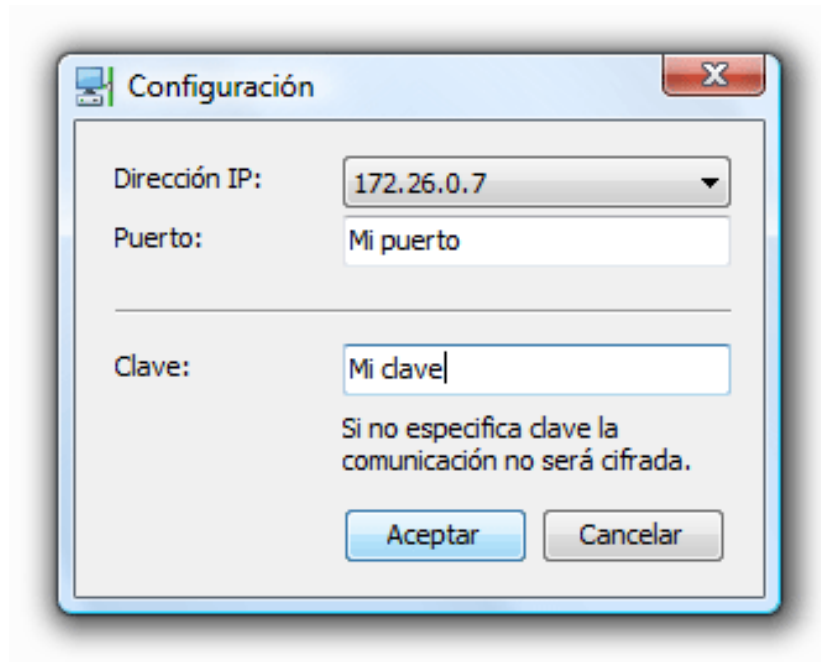 Configuración
Dirección IP: 172.26.0.7
Puerto: Mi puerto
Clave: Mi clave
Si no especifica clave la
comunicación no será cifrada.
Aceptar Cancelar